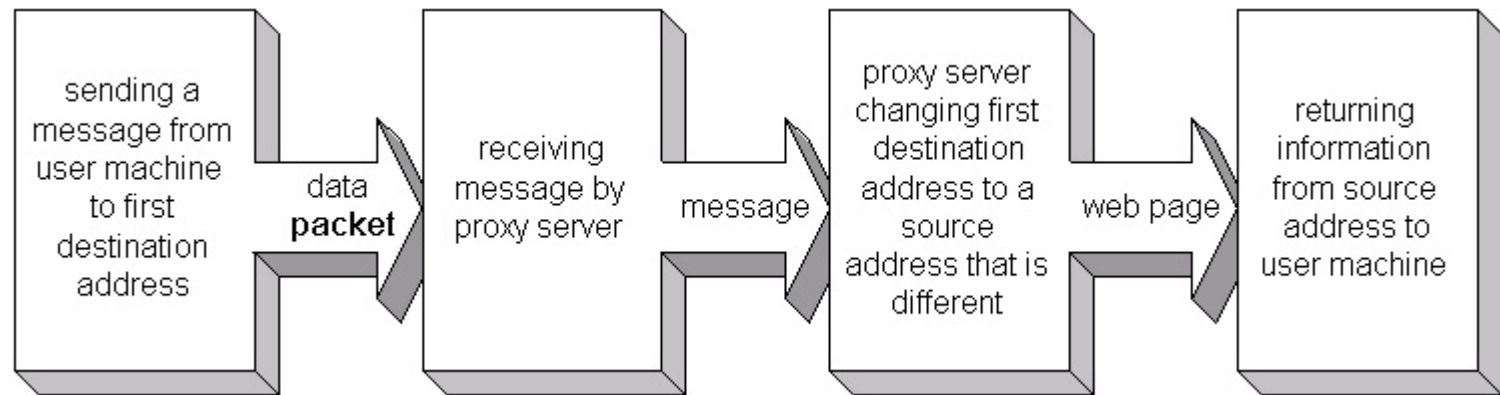 sending a
message from
user machine
to first
destination
address
data
packet
receiving
message by
proxy server
message
proxy server
changing first
destination
address to a
source
address that is
different
web page
returning
information
from source
address to
user machine